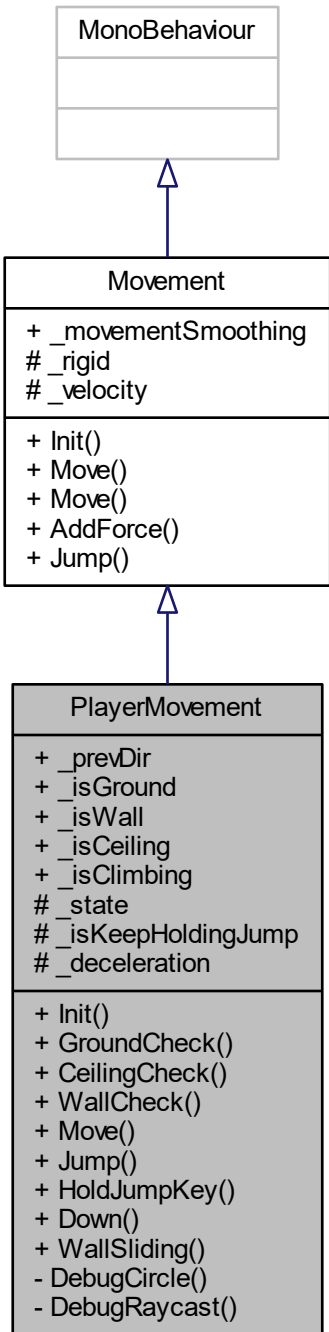 MonoBehaviour
Movement
+ _movementSmoothing
# _rigid
# _velocity
+ Init()
+ Move()
+ Move()
+ AddForce()
+ Jump()
PlayerMovement
+ _prevDir
+ _isGround
+ _isWall
+ _isCeiling
+ _isClimbing
# _state
# _isKeepHoldingJump
# _deceleration
+ Init()
+ GroundCheck()
+ CeilingCheck()
+ WallCheck()
+ Move()
+ Jump()
+ HoldJumpKey()
+ Down()
+ WallSliding()
- DebugCircle()
- DebugRaycast()